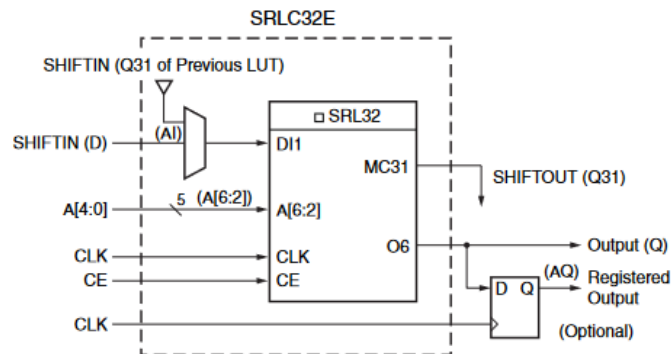 SRLC32E
SHIFTIN (Q31 of Previous LUT)
SHIFTIN (D)
(AI)
SRL32
DI1
MC31
SHIFTOUT (Q31)
A[4:0]
5
(A[6:2])
A[6:2]
CLK
CLK
O6
Output (Q)
CE
CE
(AQ)
Registered
Output
D Q
CLK
(Optional)